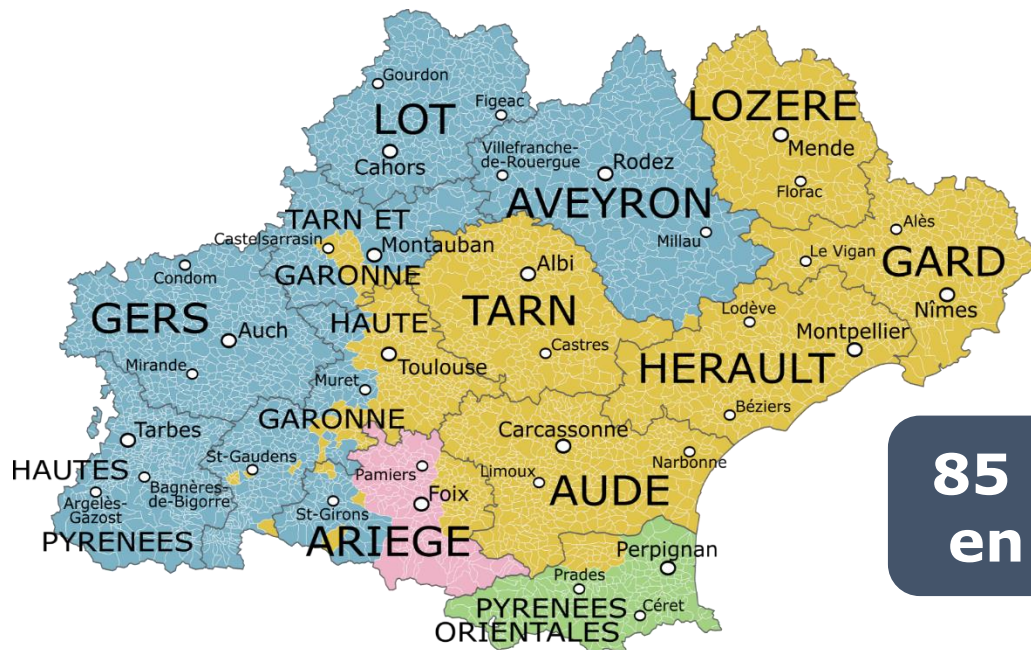 Gourdon
LOT
Figeac
Cahors
Villefranche-
de-Rouergue
Rodez
AVEYRON
Millau
LOZERE
Mende
Florac
Alès
Le Vigan
GARD
Nîmes
TARN ET
Castelsarrasin
Montauban
GARONNE
Condom
GERS
Auch
Mirande
Albi
TARN
Castres
HAUTE
Toulouse
Muret
GARONNE
Lodève
Montpellier
HERAULT
Béziers
Tarbes
HAUTES
Bagnères-
de-Bigorre
Argelès-
Gazost
PYRENEES
St-Gaudens
St-Girons
Pamiers
Foix
ARIEGE
Carcassonne
Limoux
Narbonne
AUDE
Perpignan
Prades
PYRENEES
Céret
ORIENTALES
85
en